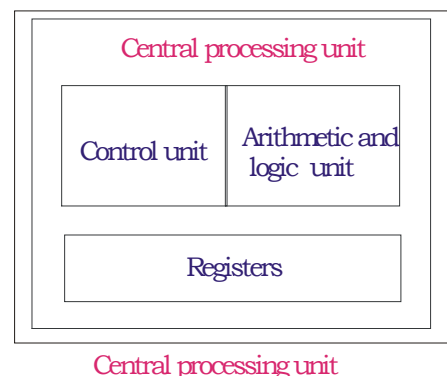 Central processing unit
Control unit
Arithmetic and
logic unit
Registers
Central processing unit